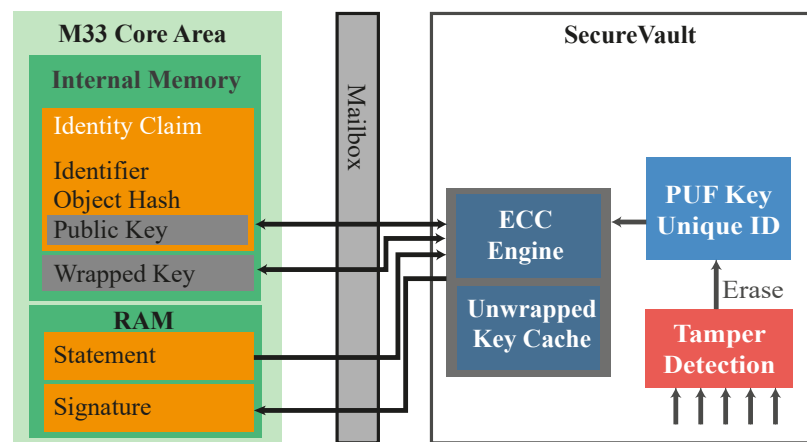 M33 Core Area
Internal Memory
Identity Claim
Identifier
Object Hash
Public Key
Wrapped Key
RAM
Statement
Signature
Mailbox
SecureVault
ECC
Engine
Unwrapped
Key Cache
PUF Key
Unique ID
Erase
Tamper
Detection